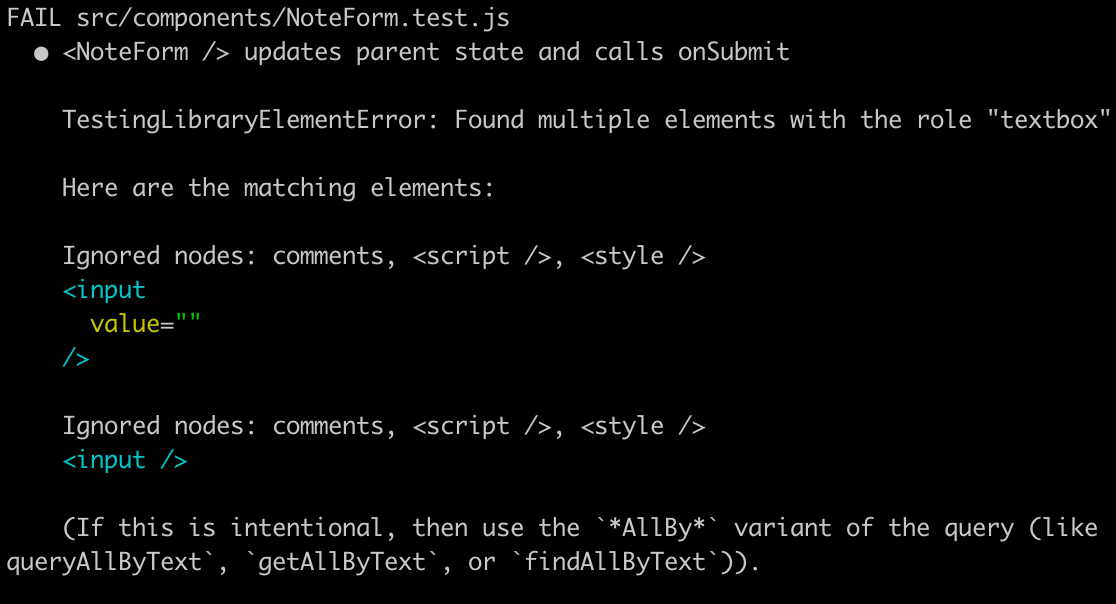 FAIL src/components/NoteForm.test.js
● <NoteForm /> updates parent state and calls onSubmit
TestingLibraryElementError: Found multiple elements with the role "textbox"
Here are the matching elements:
Ignored nodes: comments, <script />, <style />
<input
value=""
/>
Ignored nodes: comments, <script />, <style />
<input />
(If this is intentional, then use the `*AllBy*` variant of the query (like
queryAllByText`, `getAllByText`, or `findAllByText`)).